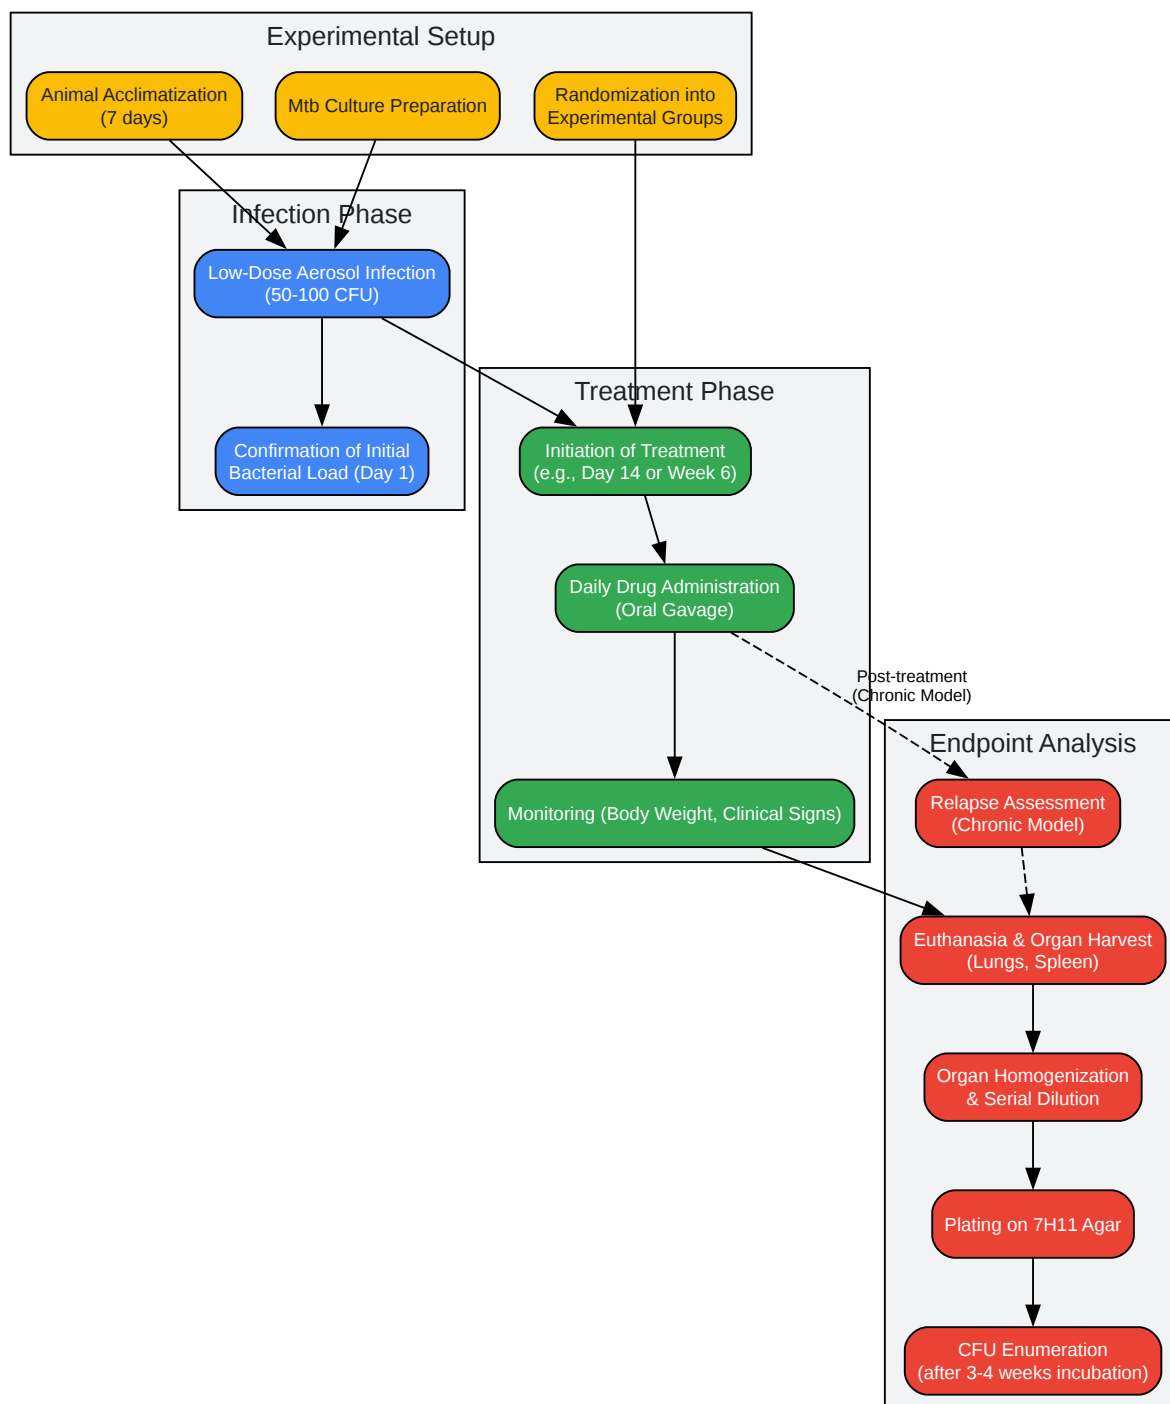 Experimental Setup
Animal Acclimatization
(7 days)
Mtb Culture Preparation
Randomization into
Experimental Groups
Infection Phase
Low-Dose Aerosol Infection
(50-100 CFU)
Confirmation of Initial
Bacterial Load (Day 1)
Treatment Phase
Initiation of Treatment
(e.g., Day 14 or Week 6)
Daily Drug Administration
(Oral Gavage)
Post-treatment
(Chronic Model)
Monitoring (Body Weight, Clinical Signs)
Endpoint Analysis
Relapse Assessment
(Chronic Model)
Euthanasia & Organ Harvest
(Lungs, Spleen)
Organ Homogenization
& Serial Dilution
Plating on 7H11 Agar
CFU Enumeration
(after 3-4 weeks incubation)